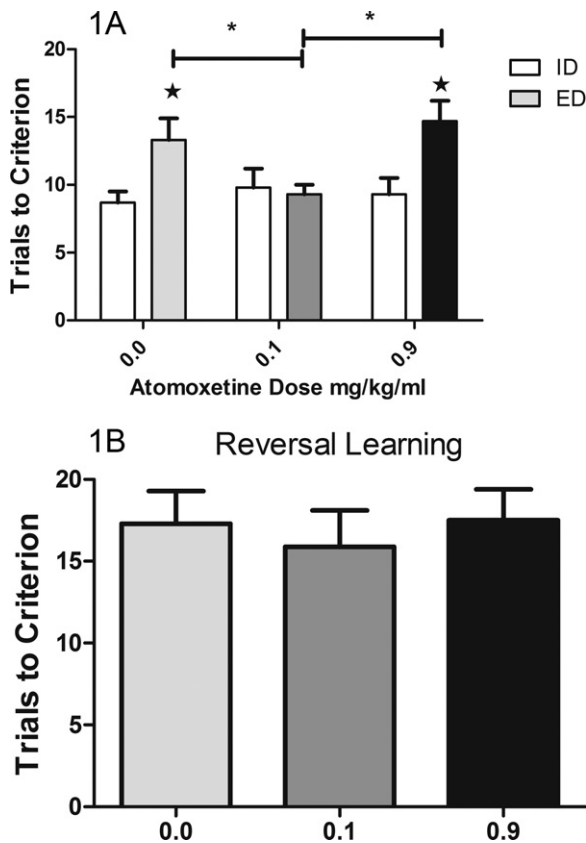 1A
*
*
ID
ED
★
★
Trials to Criterion
20
15
10
5
0
0.0
0.1
0.9
Atomoxetine Dose mg/kg/ml
1B
Reversal Learning
Trials to Criterion
20
15
10
5
0
0.0
0.1
0.9